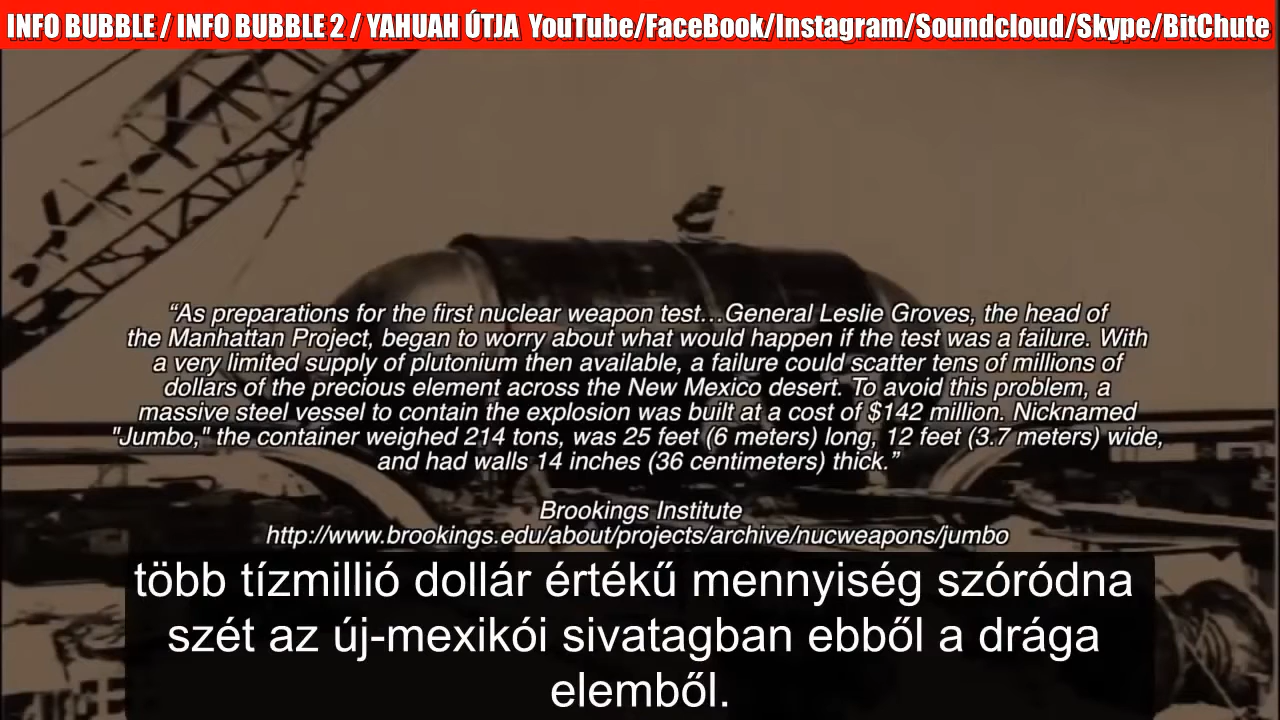 INFO BUBBLE / INFO BUBBLE 2 / YAHUAH ÚTJA YouTube/FaceBook/Instagram/Soundcloud/Skype/BitChute
“As preparations for the first nuclear weapon test…General Leslie Groves, the head of
the Manhattan Project, began to worry about what would happen if the test was a failure. With
a very limited supply of plutonium then available, a failure could scatter tens of millions of
dollars of the precious element across the New Mexico desert. To avoid this problem, a
massive steel vessel to contain the explosion was built at a cost of $142 million. Nicknamed
"Jumbo," the container weighed 214 tons, was 25 feet (6 meters) long, 12 feet (3.7 meters) wide,
and had walls 14 inches (36 centimeters) thick.”
Brookings Institute
http://www.brookings.edu/about/projects/archive/nucweapons/jumbo
több tízmillió dollár értékű mennyiség szóródna
szét az új-mexikói sivatagban ebből a drága
elemből.